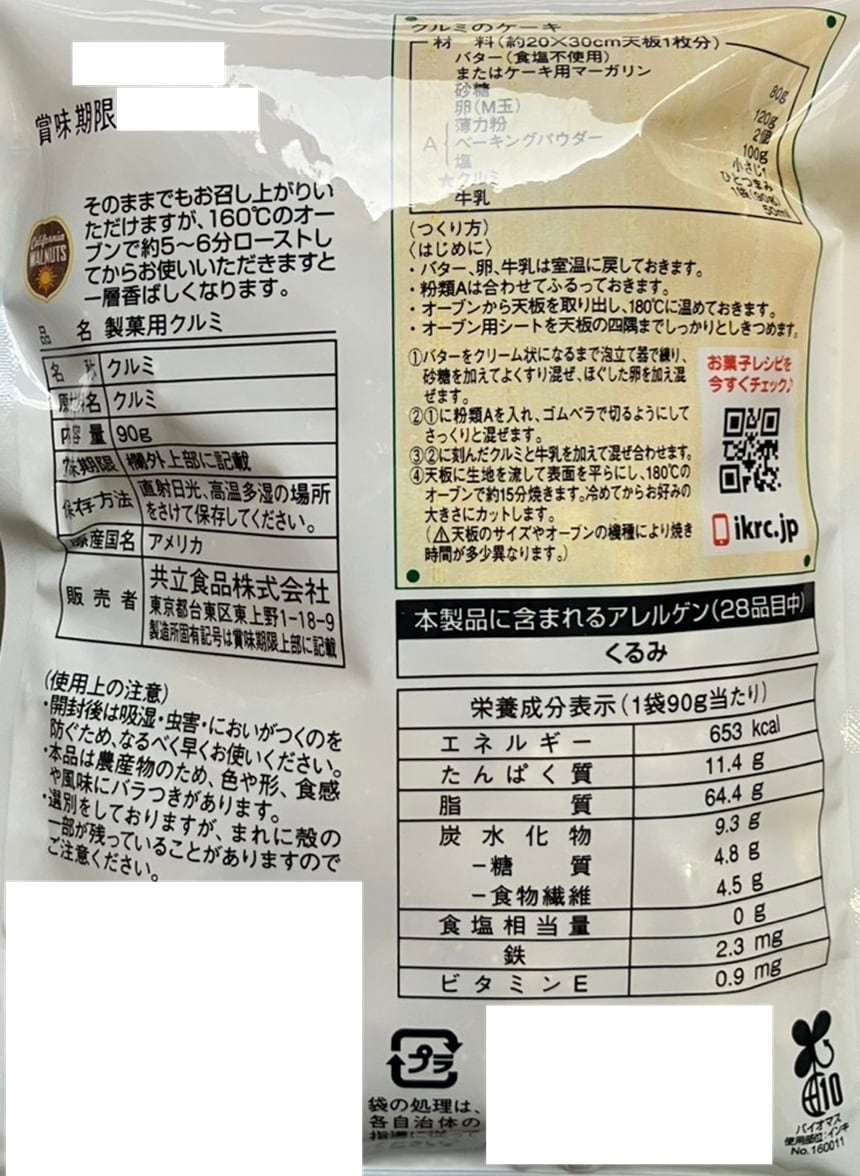 賞味期限
California
WALNUTS
そのままでもお召し上がりい
ただけますが、160℃のオー
ブンで約5～6分ローストし
てからお使いいただきますと
一層香ばしくなります。
品 名 製菓用クルミ
名 称 クルミ
原材料名 クルミ
内容量 90g
賞味期限 欄外上部に記載
保存方法 直射日光、高温多湿の場所
をさけて保存してください。
原産国名 アメリカ
販売者 共立食品株式会社
東京都台東区東上野1-18-9
製造所固有記号は賞味期限上部に記載
(使用上の注意)
・開封後は吸湿・虫害・においがつくのを
防ぐため、なるべく早くお使いください。
・本品は農産物のため、色や形、食感
や風味にバラつきがあります。
・選別をしておりますが、まれに殻の
一部が残っていることがありますので
ご注意ください。
クルミのケーキ
材 料(約20×30cm天板1枚分)
バター(食塩不使用)
またはケーキ用マーガリン 80g
砂糖 120g
卵(M玉) 2個
A 薄力粉 100g
ベーキングパウダー 小さじ1
塩 ひとつまみ
★クルミ 1袋(90g)
牛乳 50ml
(つくり方)
〈はじめに〉
・バター、卵、牛乳は室温に戻しておきます。
・粉類Aは合わせてふるっておきます。
・オーブンから天板を取り出し、180℃に温めておきます。
・オーブン用シートを天板の四隅までしっかりとしきつめます。
①バターをクリーム状になるまで泡立て器で練り、
砂糖を加えてよくすり混ぜ、ほぐした卵を加え混
ぜます。
②①に粉類Aを入れ、ゴムベラで切るようにして
さっくりと混ぜます。
③②に刻んだクルミと牛乳を加えて混ぜ合わせます。
④天板に生地を流して表面を平らにし、180℃の
オーブンで約15分焼きます。冷めてからお好みの
大きさにカットします。
(⚠天板のサイズやオーブンの機種により焼き
時間が多少異なります。)
お菓子レシピを
今すぐチェック♪
ikrc.jp
本製品に含まれるアレルゲン(28品目中)
くるみ
栄養成分表示(1袋90g当たり)
エネルギー 653 kcal
たんぱく質 11.4 g
脂質 64.4 g
炭水化物 9.3 g
－糖質 4.8 g
－食物繊維 4.5 g
食塩相当量 0 g
鉄 2.3 mg
ビタミンE 0.9 mg
プラ
袋の処理は、
各自治体の
10
バイオマス
使用部位:インキ
No.160011